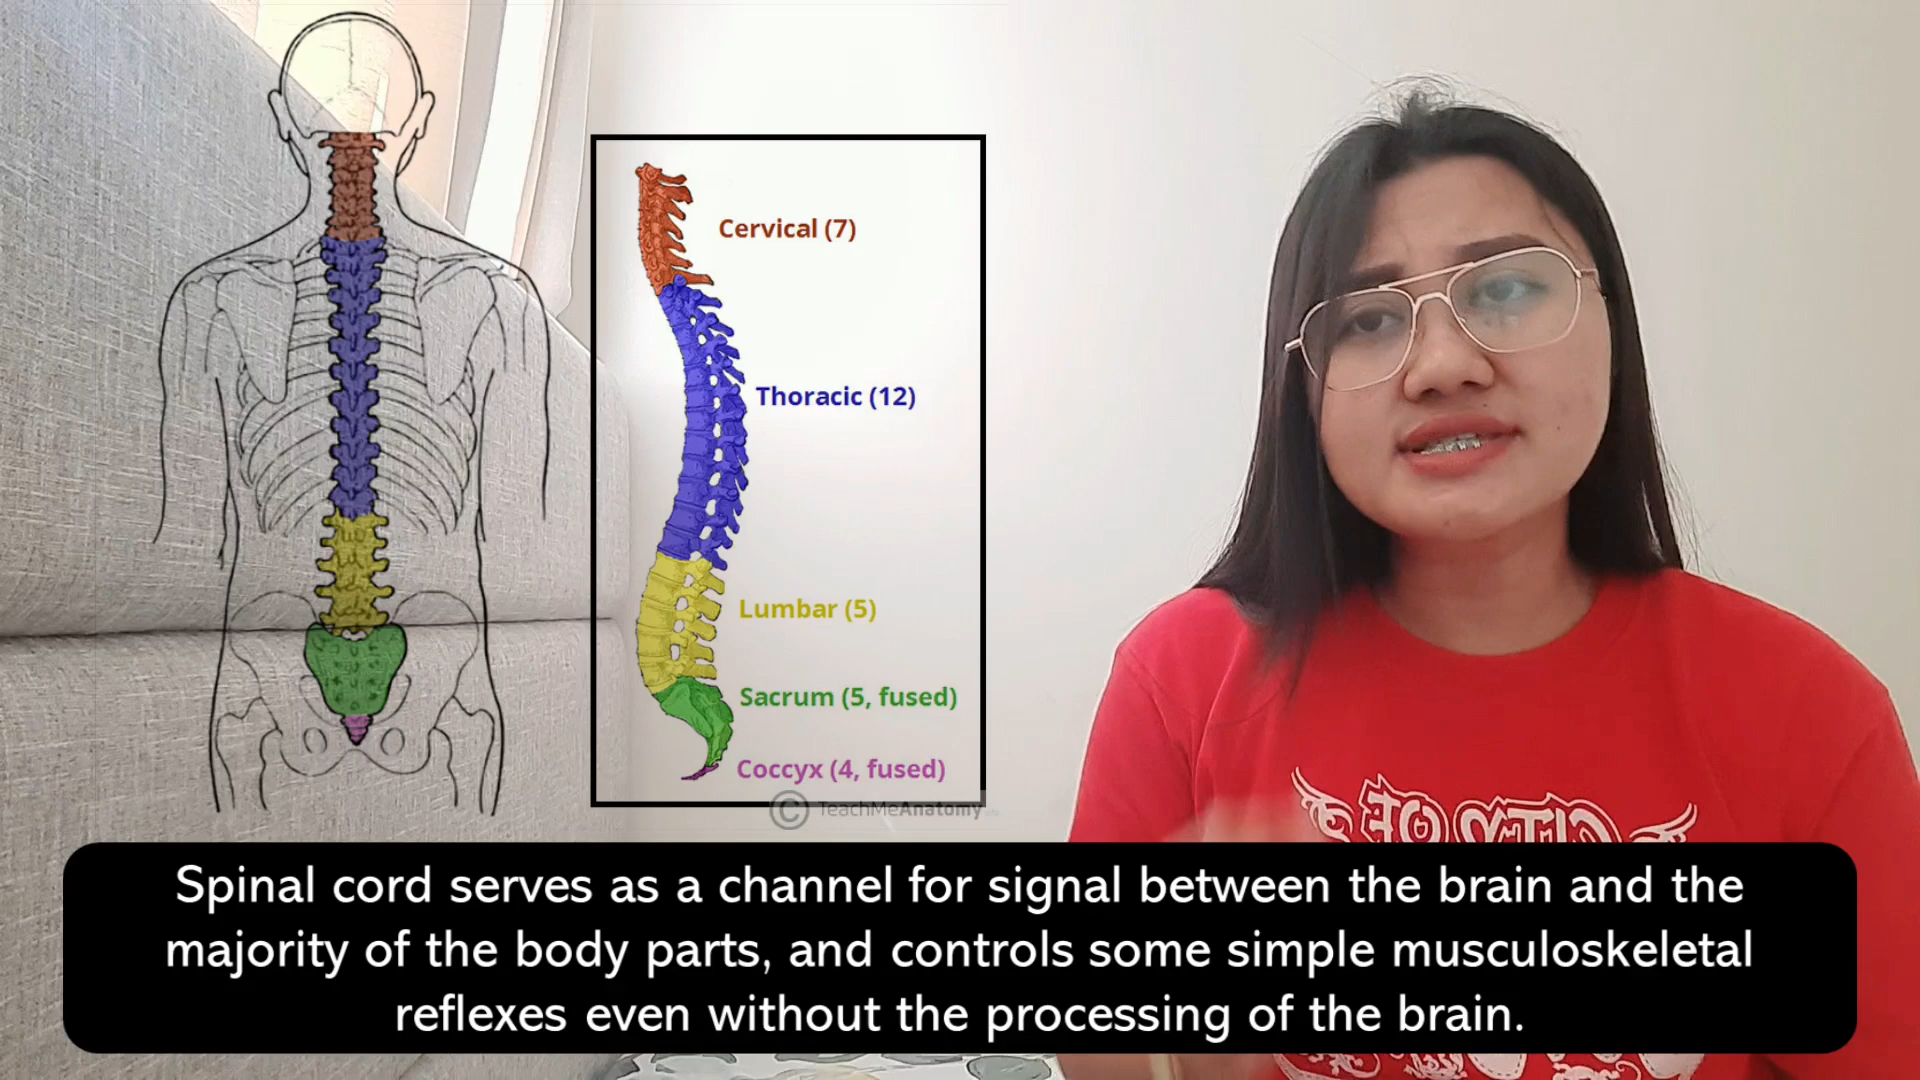 Cervical (7)
Thoracic (12)
Lumbar (5)
Sacrum (5, fused)
Coccyx (4, fused)
© TeachMeAnatomy
Spinal cord serves as a channel for signal between the brain and the
majority of the body parts, and controls some simple musculoskeletal
reflexes even without the processing of the brain.